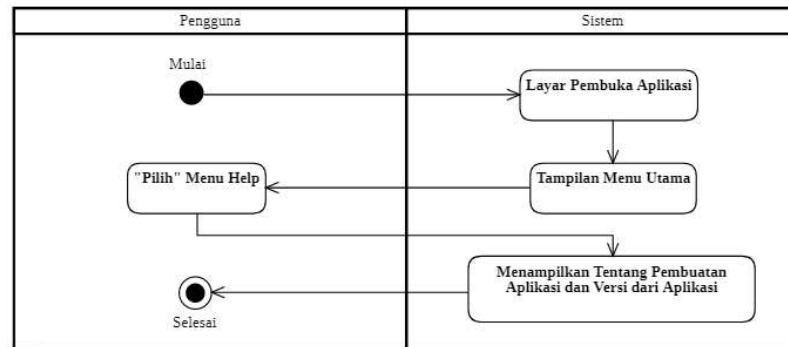 Pengguna
Sistem
Mulai
Layar Pembuka Aplikasi
"Pilih" Menu Help
Tampilan Menu Utama
Menampilkan Tentang Pembuatan
Aplikasi dan Versi dari Aplikasi
Selesai